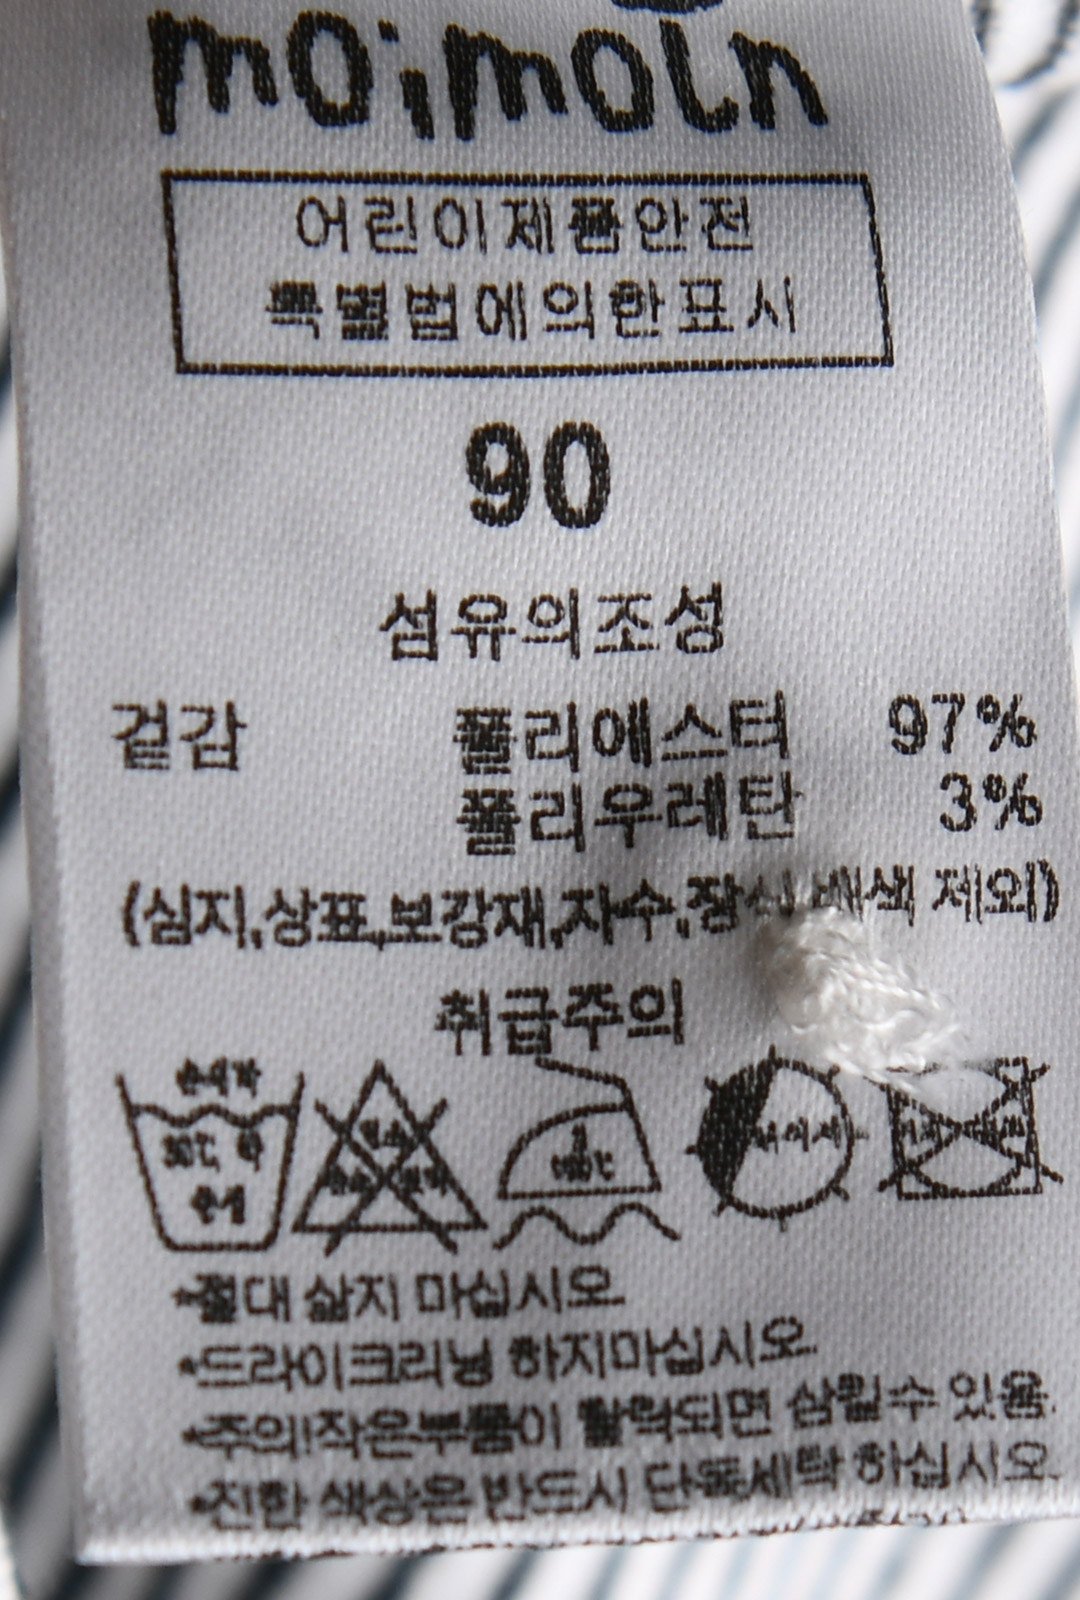 moimoln
어린이제품안전
특별법에의한표시
90
섬유의조성
겉감 폴리에스터 97%
폴리우레탄 3%
(심지,상표,보강재,자수,장식,배색 제외)
취급주의
손세탁
30℃
*절대 삶지 마십시오.
*드라이크리닝 하지마십시오.
*주의!작은부품이 탈락되면 삼킬수 있음.
*진한 색상은 반드시 단독세탁 하십시오.